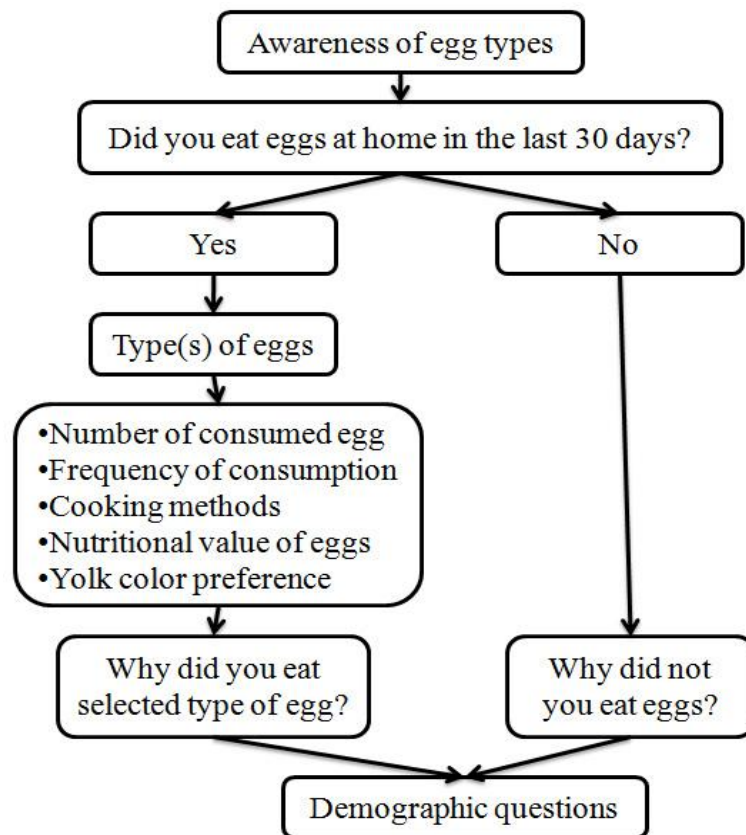 Awareness of egg types
Did you eat eggs at home in the last 30 days?
Yes
No
Type(s) of eggs
•Number of consumed egg
•Frequency of consumption
•Cooking methods
•Nutritional value of eggs
•Yolk color preference
Why did you eat
selected type of egg?
Why did not
you eat eggs?
Demographic questions